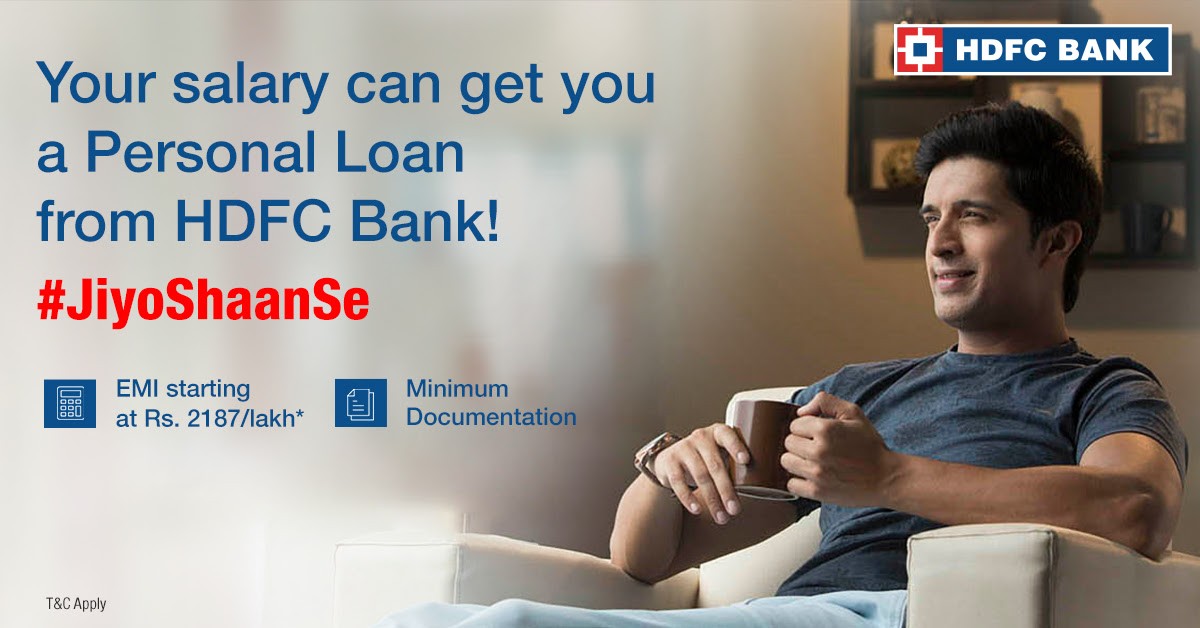 HDFC BANK
Your salary can get you
a Personal Loan
from HDFC Bank!
#JiyoShaanSe
EMI starting
at Rs. 2187/lakh*
Minimum
Documentation
T&C Apply